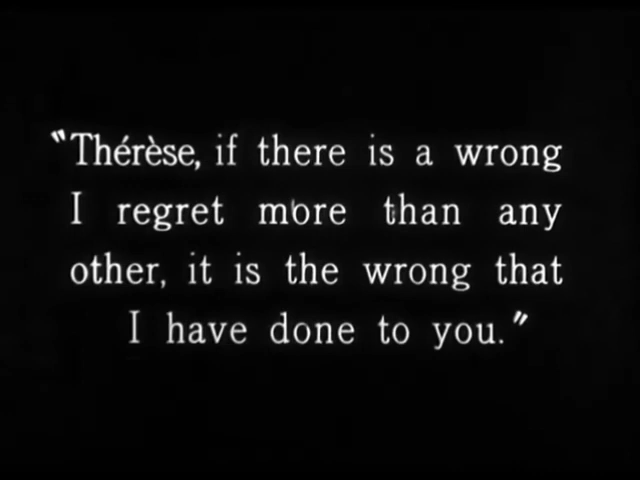 "Thérèse, if there is a wrong
I regret more than any
other, it is the wrong that
I have done to you."